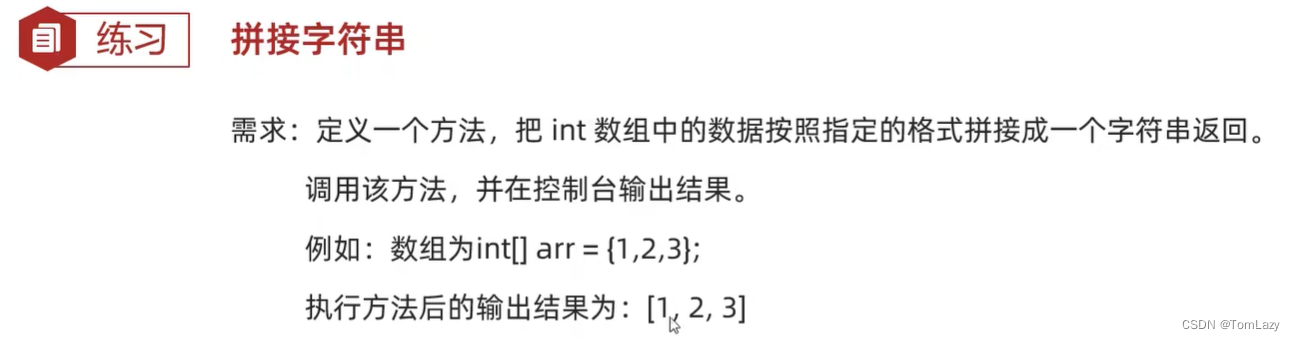 练习 拼接字符串
需求：定义一个方法，把 int 数组中的数据按照指定的格式拼接成一个字符串返回。
调用该方法，并在控制台输出结果。
例如：数组为int[] arr = {1,2,3};
执行方法后的输出结果为：[1, 2, 3]
CSDN @TomLazy